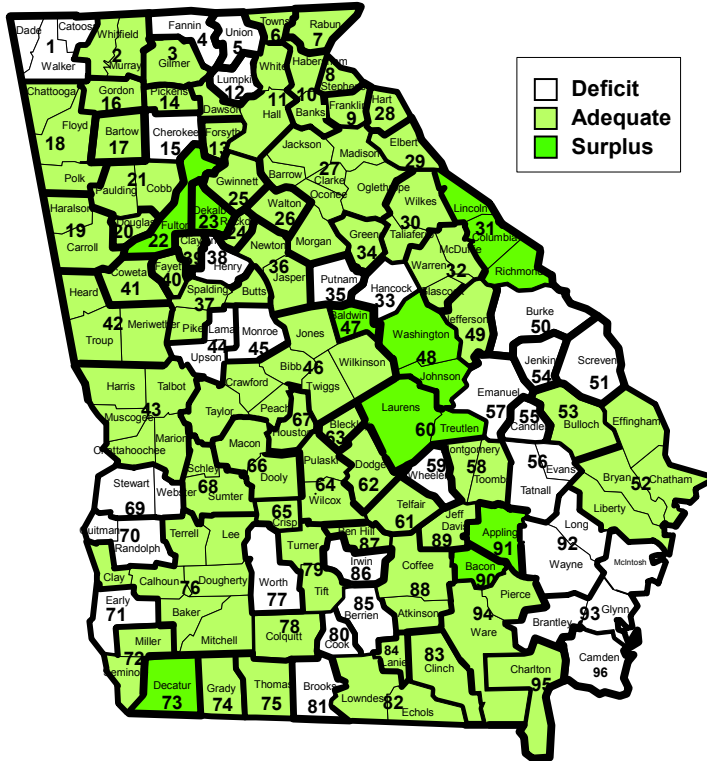 Deficit
Adequate
Surplus
Dade
Catoosa
Walker
1
Whitfield
2
Murray
Fannin
4
Gilmer
3
Union
5
Towns
6
Rabun
7
Lumpki
12
White
11
Hall
Habersham
8
Stephens
10
Banks
Franklin
9
Hart
28
Chattooga
Gordon
16
Pickens
14
Dawson
Floyd
18
Bartow
17
Cherokee
15
Forsyth
13
Jackson
27
Madison
Elbert
29
Barrow
Clarke
Oconee
Oglethorpe
Wilkes
30
Taliaferro
Lincoln
31
Columbia
Richmond
Polk
21
Paulding
Cobb
Gwinnett
25
Haralson
19
Carroll
Douglas
20
Fulton
22
Dekalb
23
Rockd
24
Walton
26
Newton
36
Morgan
Jasper
Green
34
McDuffie
32
Warren
Glascock
Clayton
39
38
Henry
Fayet
40
Coweta
41
Heard
42
Troup
Meriwether
Spalding
37
Butts
Pike
Lamar
44
Upson
Monroe
45
Putnam
35
Hancock
33
Baldwin
47
Washington
48
Johnson
Jefferson
49
Burke
50
Jenkin
54
Screven
51
Jones
Bibb
46
Wilkinson
Twiggs
Harris
Talbot
43
Muscogee
Chattahoochee
Marion
Crawford
Taylor
Peach
67
Houston
Macon
66
Dooly
Bleckl
63
Laurens
60
Treutlen
Emanuel
57
55
Candle
53
Bulloch
Effingham
Bryan
52
Chatham
Liberty
Schley
68
Sumter
Webster
Stewart
69
Pulaski
64
Wilcox
Dodge
62
59
Wheeler
Montgomery
58
Toomb
56
Evans
Tattnall
65
Crisp
Telfair
61
Jeff
Davis
89
Appling
91
Long
92
Wayne
McIntosh
Quitman
70
Randolph
Terrell
Lee
Turner
79
Tift
Ben Hill
87
Irwin
86
Coffee
88
Bacon
90
Pierce
94
Ware
Clay
Calhoun
76
Dougherty
Worth
77
Early
71
Baker
Mitchell
Miller
72
Seminole
Colquitt
78
85
Berrien
80
Cook
Atkinson
84
Lanie
83
Clinch
Brantley
93
Glynn
Camden
96
Charlton
95
Decatur
73
Grady
74
Thomas
75
Brooks
81
Lowndes
82
Echols